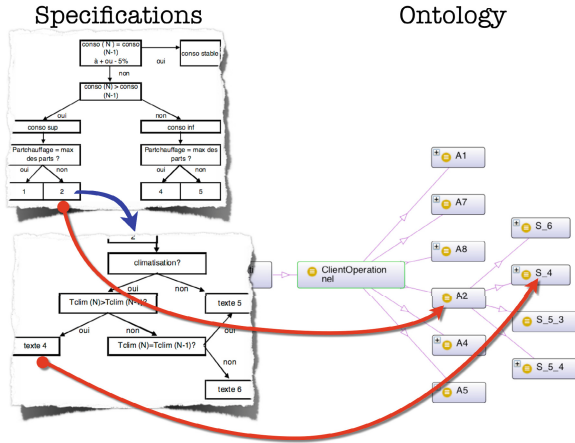 Specifications
Ontology
conso ( N ) = conso
(N-1)
à + ou - 5%
oui
conso stable
non
conso (N) > conso
(N-1)
oui
non
conso sup
conso inf
Partchauffage = max
des parts ?
Partchauffage = max des
parts ?
oui
non
oui
non
1
2
4
5
2
climatisation?
oui
non
Tclim (N)>Tclim (N-1)?
texte 5
oui
non
oui
texte 4
Tclim (N)=Tclim (N-1)?
non
texte 6
ClientOperation
nel
A1
A7
A8
A2
A4
A5
S_6
S_4
S_5_3
S_5_4